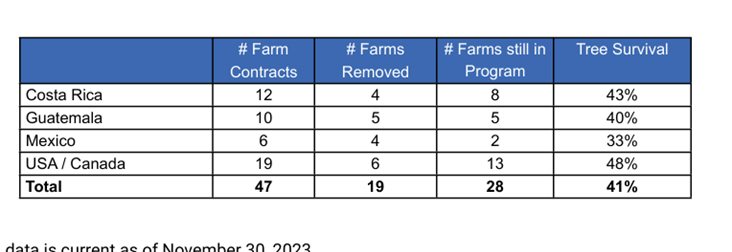 # Farm Contracts # Farms Removed # Farms still in Program Tree Survival
Costa Rica 12 4 8 43%
Guatemala 10 5 5 40%
Mexico 6 4 2 33%
USA / Canada 19 6 13 48%
Total 47 19 28 41%
data is current as of November 30, 2023